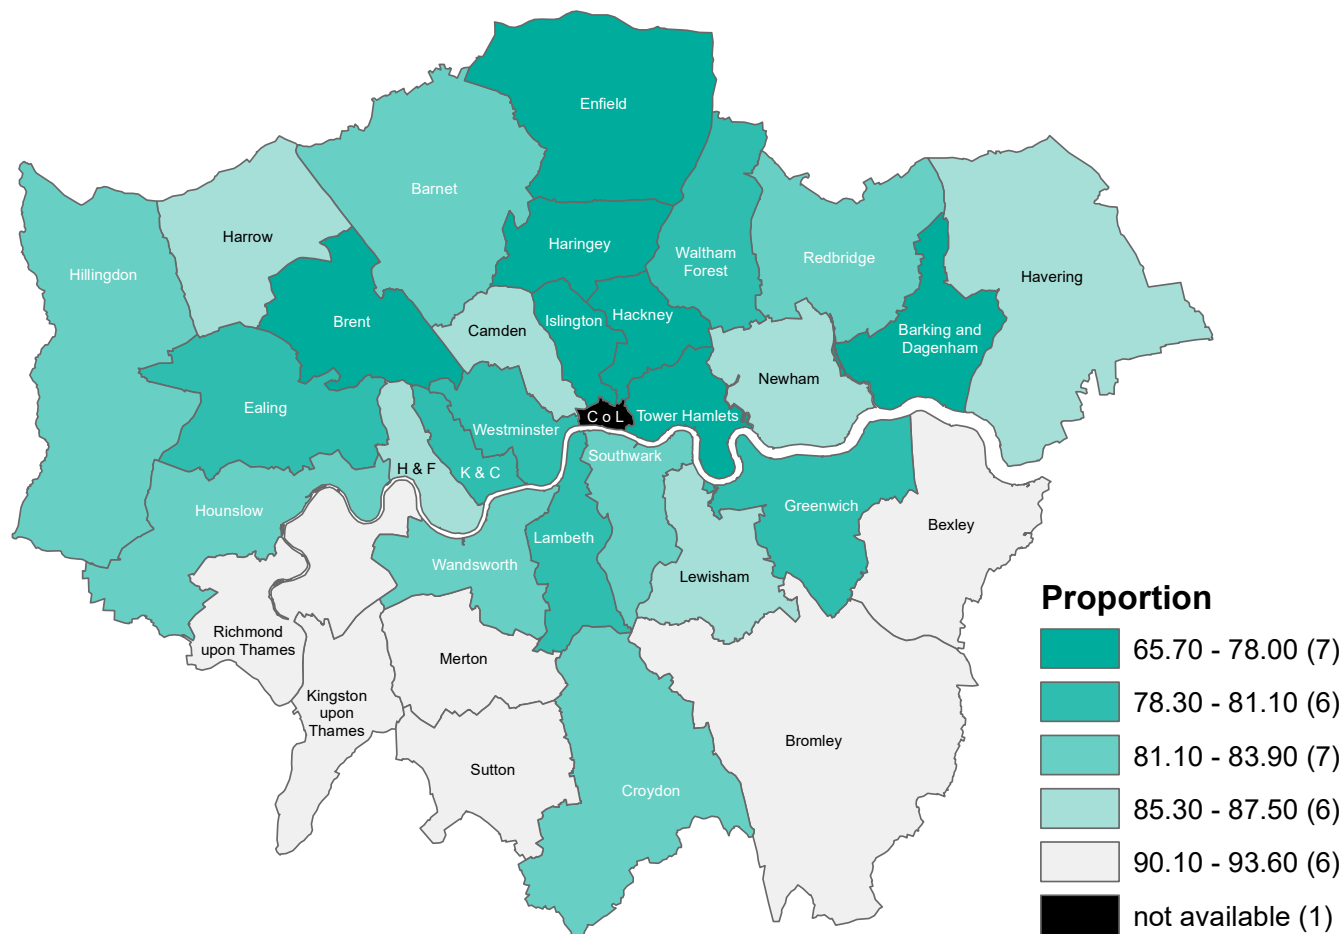 Enfield
Barnet
Harrow
Haringey
Waltham
Forest
Redbridge
Hillingdon
Havering
Brent
Camden
Islington
Hackney
Barking and
Dagenham
Newham
Ealing
Westminster
C o L
Tower Hamlets
H & F
K & C
Southwark
Hounslow
Greenwich
Bexley
Lambeth
Wandsworth
Lewisham
Richmond
upon Thames
Merton
Kingston
upon
Thames
Sutton
Bromley
Croydon
Proportion
65.70 - 78.00 (7)
78.30 - 81.10 (6)
81.10 - 83.90 (7)
85.30 - 87.50 (6)
90.10 - 93.60 (6)
not available (1)